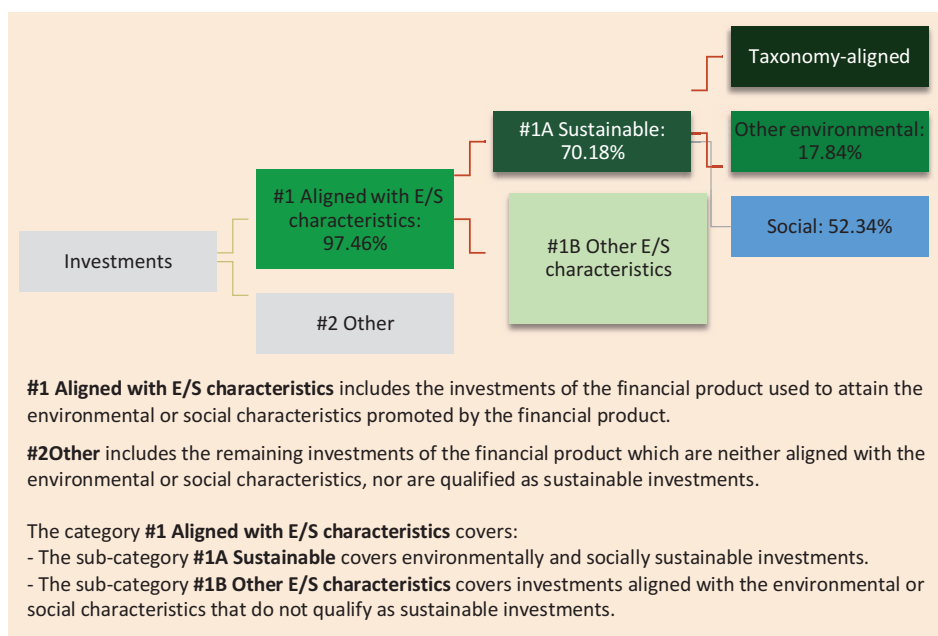 Taxonomy-aligned
#1A Sustainable:
70.18%
Other environmental:
17.84%
#1 Aligned with E/S
characteristics:
97.46%
#1B Other E/S
characteristics
Social: 52.34%
Investments
#2 Other
#1 Aligned with E/S characteristics includes the investments of the financial product used to attain the
environmental or social characteristics promoted by the financial product.
#2Other includes the remaining investments of the financial product which are neither aligned with the
environmental or social characteristics, nor are qualified as sustainable investments.
The category #1 Aligned with E/S characteristics covers:
- The sub-category #1A Sustainable covers environmentally and socially sustainable investments.
- The sub-category #1B Other E/S characteristics covers investments aligned with the environmental or
social characteristics that do not qualify as sustainable investments.